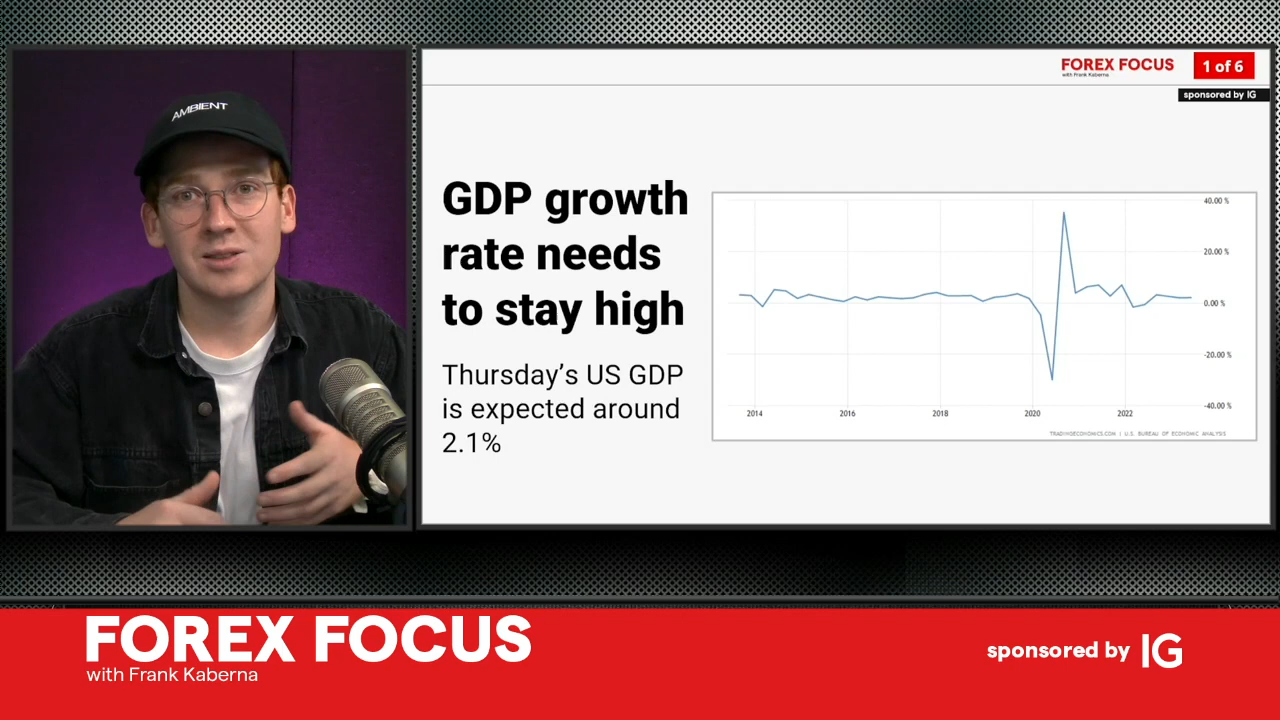 AMBIENT
FOREX FOCUS
with Frank Kaberna
1 of 6
sponsored by IG
GDP growth
rate needs
to stay high
Thursday’s US GDP
is expected around
2.1%
40.00 %
20.00 %
0.00 %
-20.00 %
-40.00 %
2014 2016 2018 2020 2022
TRADINGECONOMICS.COM | U.S. BUREAU OF ECONOMIC ANALYSIS
FOREX FOCUS
with Frank Kaberna
sponsored by IG